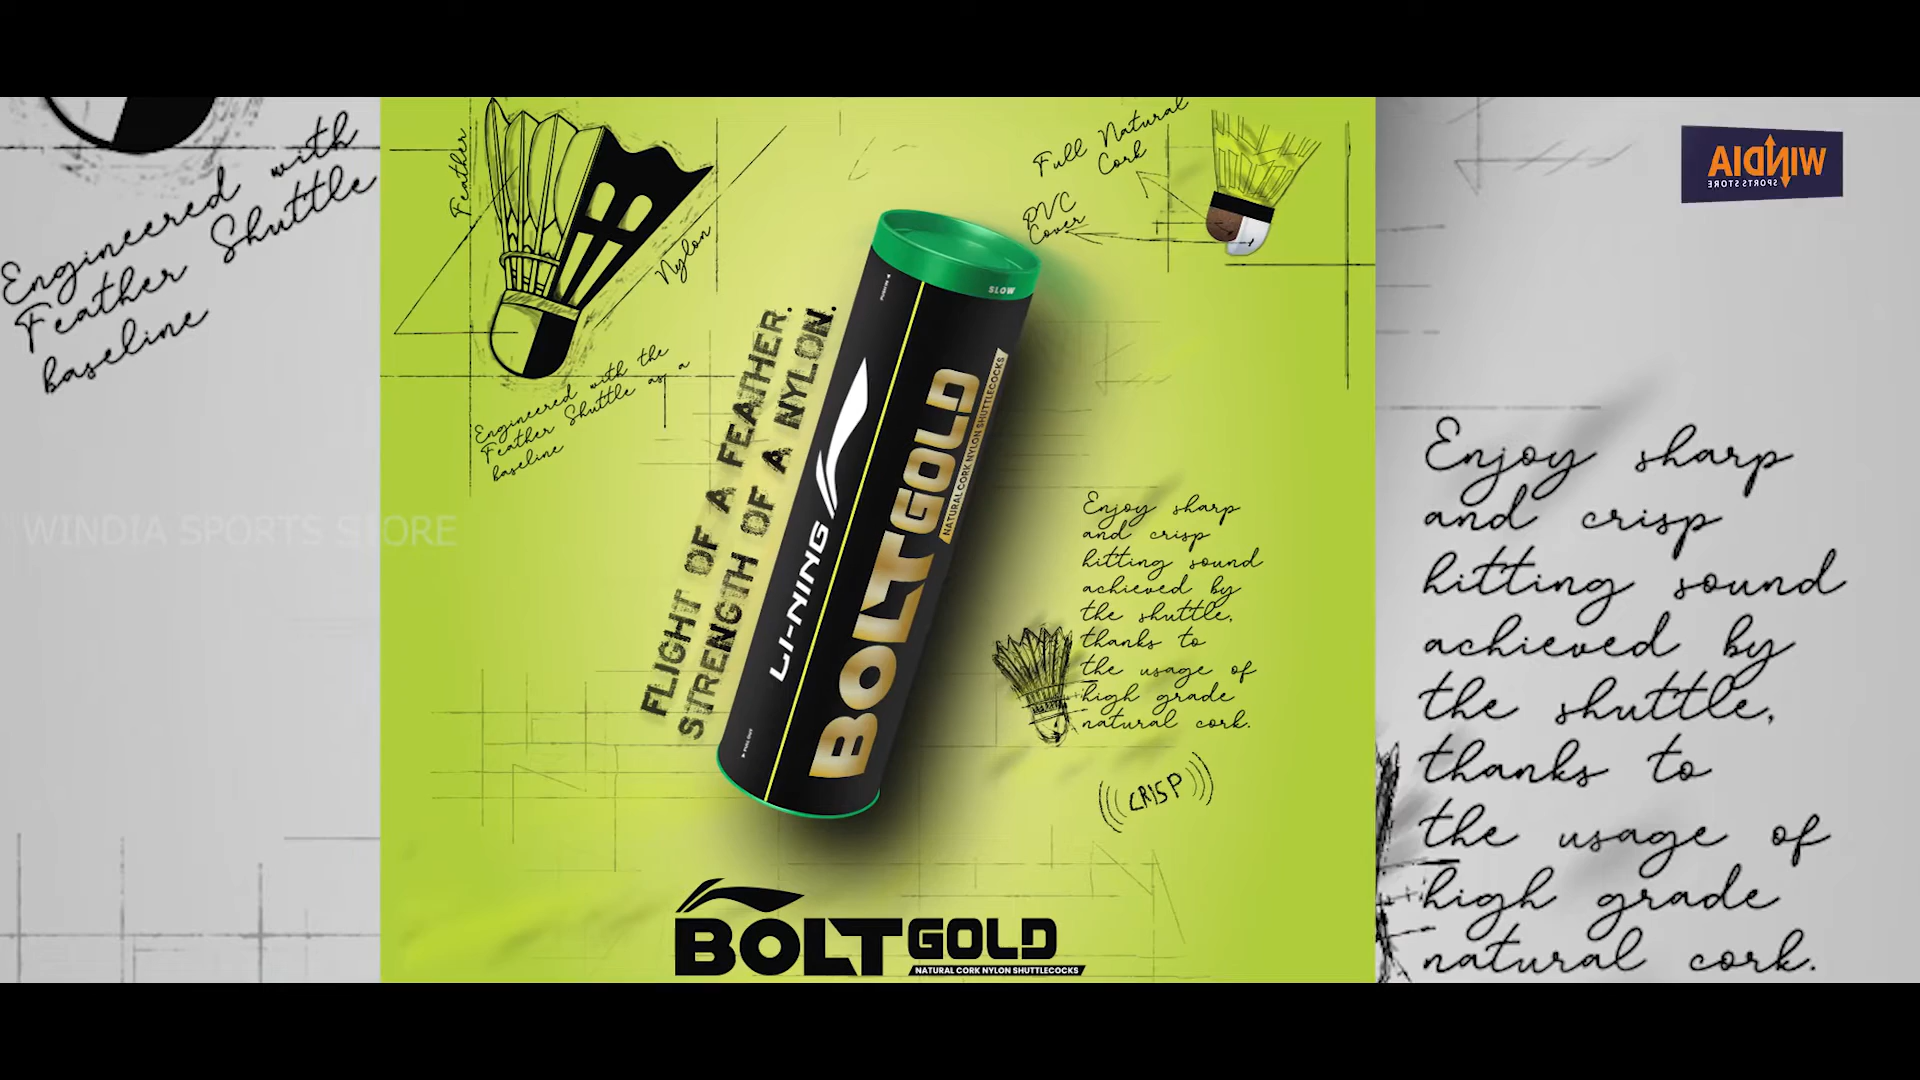 Engineered with
Feather Shuttle
baseline
WINDIA SPORTS STORE
Feather
Nylon
Engineered with the
Feather Shuttle as a
baseline
FLIGHT OF A FEATHER.
STRENGTH OF A NYLON.
SLOW
LI-NING
BOLT GOLD
NATURAL CORK NYLON SHUTTLECOCKS
Full Natural
Cork
PVC
Cover
Enjoy sharp
and crisp
hitting sound
achieved by
the shuttle,
thanks to
the usage of
high grade
natural cork.
CRISP
BOLT GOLD
NATURAL CORK NYLON SHUTTLECOCKS
WINDIA
SPORTS STORE
Enjoy sharp
and crisp
hitting sound
achieved by
the shuttle,
thanks to
the usage of
high grade
natural cork.